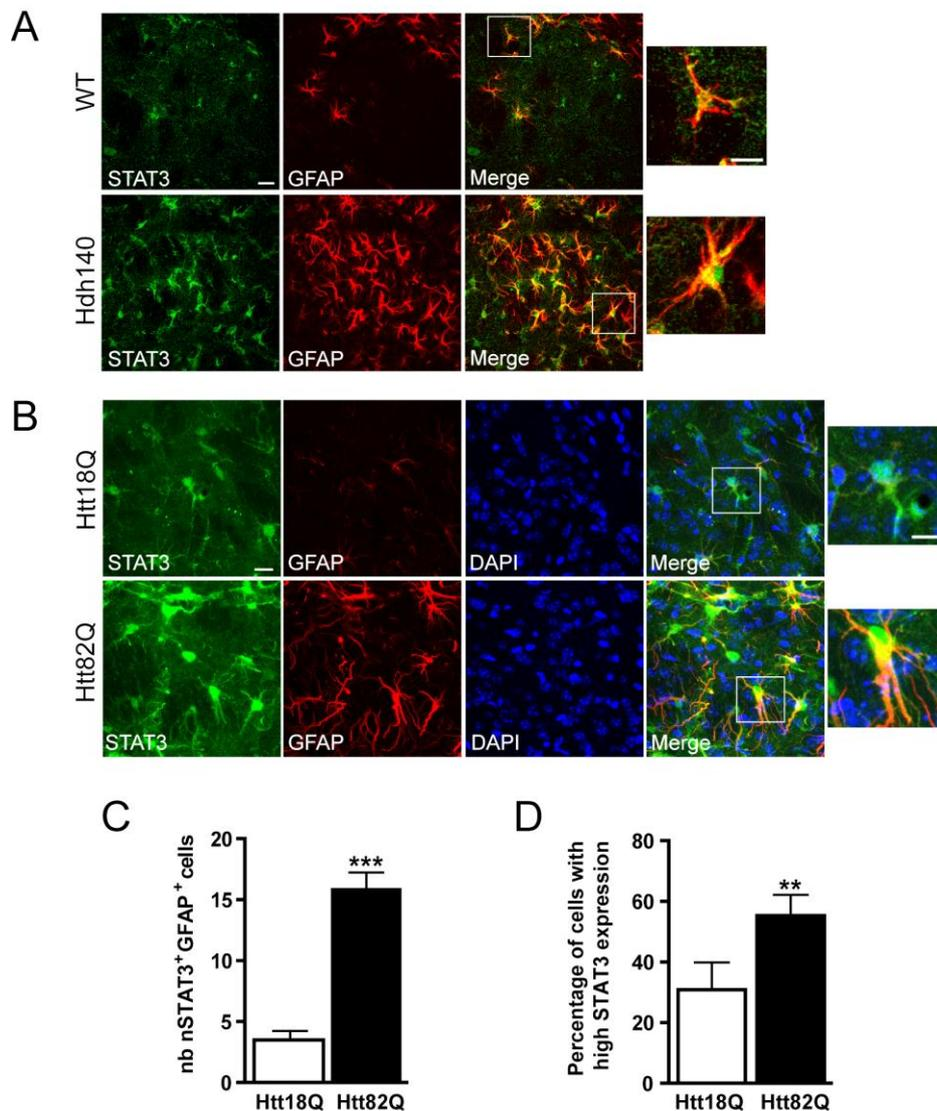 A
WT
STAT3 GFAP Merge
Hdh140
STAT3 GFAP Merge
B
Htt18Q
STAT3 GFAP DAPI Merge
Htt82Q
STAT3 GFAP DAPI Merge
C
nb nSTAT3+GFAP+ cells
20
15
10
5
0
***
Htt18Q Htt82Q
D
Percentage of cells with
high STAT3 expression
80
60
40
20
0
**
Htt18Q Htt82Q